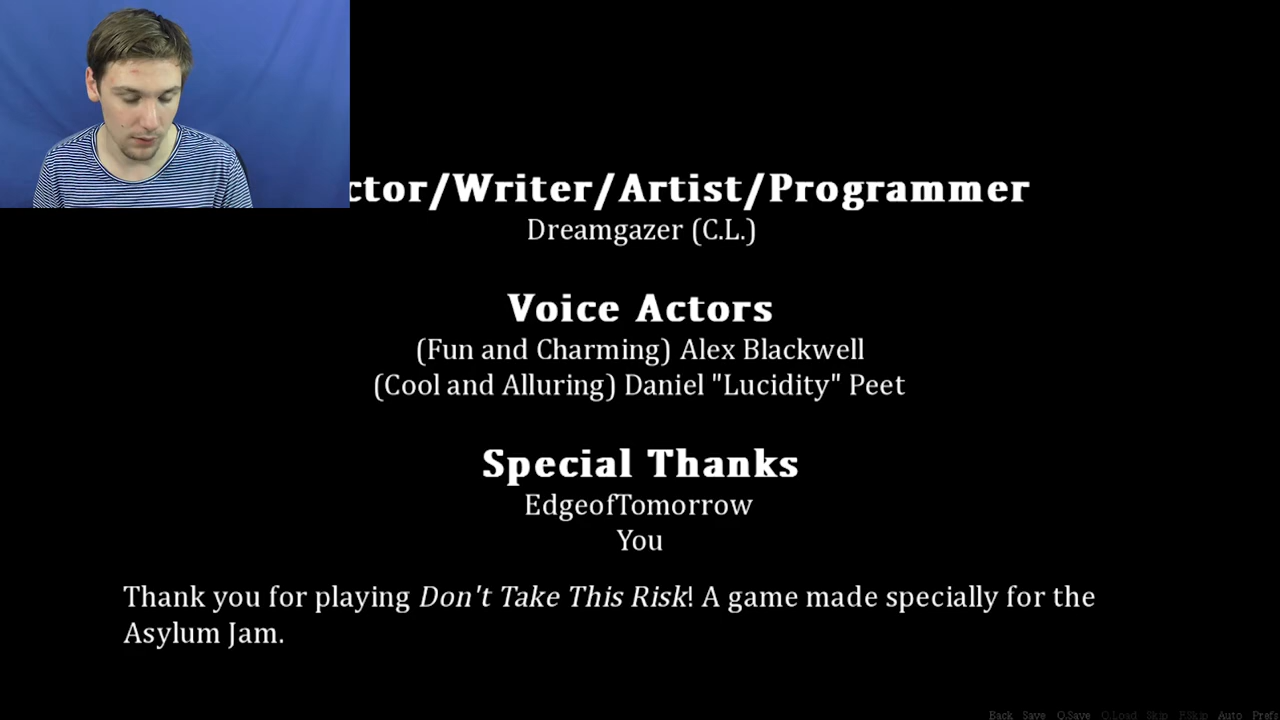 ctor/Writer/Artist/Programmer
Dreamgazer (C.L.)
Voice Actors
(Fun and Charming) Alex Blackwell
(Cool and Alluring) Daniel "Lucidity" Peet
Special Thanks
EdgeofTomorrow
You
Thank you for playing Don't Take This Risk! A game made specially for the
Asylum Jam.
Back Save Q.Save Q.Load Skip F.Skip Auto Prefs